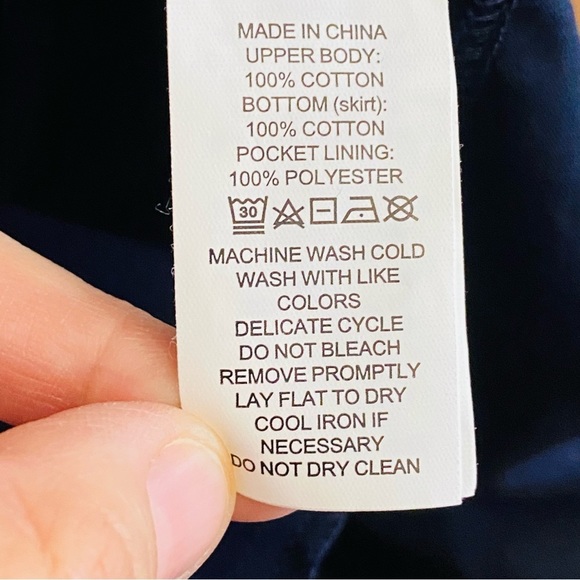 MADE IN CHINA
UPPER BODY:
100% COTTON
BOTTOM (skirt):
100% COTTON
POCKET LINING:
100% POLYESTER
30
MACHINE WASH COLD
WASH WITH LIKE
COLORS
DELICATE CYCLE
DO NOT BLEACH
REMOVE PROMPTLY
LAY FLAT TO DRY
COOL IRON IF
NECESSARY
DO NOT DRY CLEAN